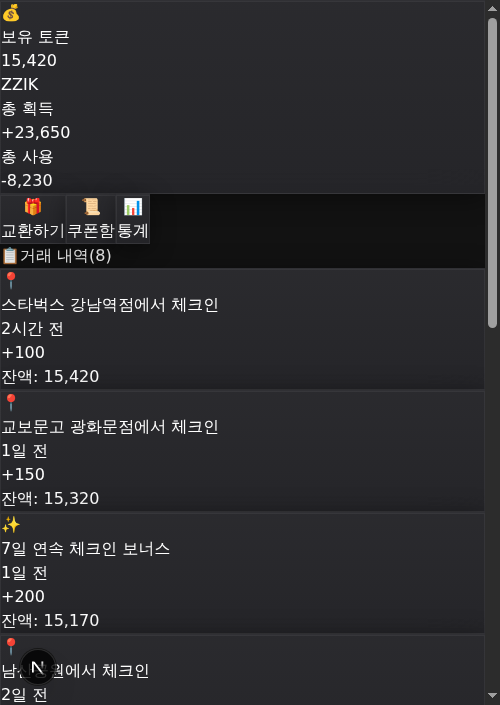 보유 토큰
15,420
ZZIK
총 획득
+23,650
총 사용
-8,230
교환하기 쿠폰함 통계
거래 내역(8)
스타벅스 강남역점에서 체크인
2시간 전
+100
잔액: 15,420
교보문고 광화문점에서 체크인
1일 전
+150
잔액: 15,320
7일 연속 체크인 보너스
1일 전
+200
잔액: 15,170
체크인
N
2일 전